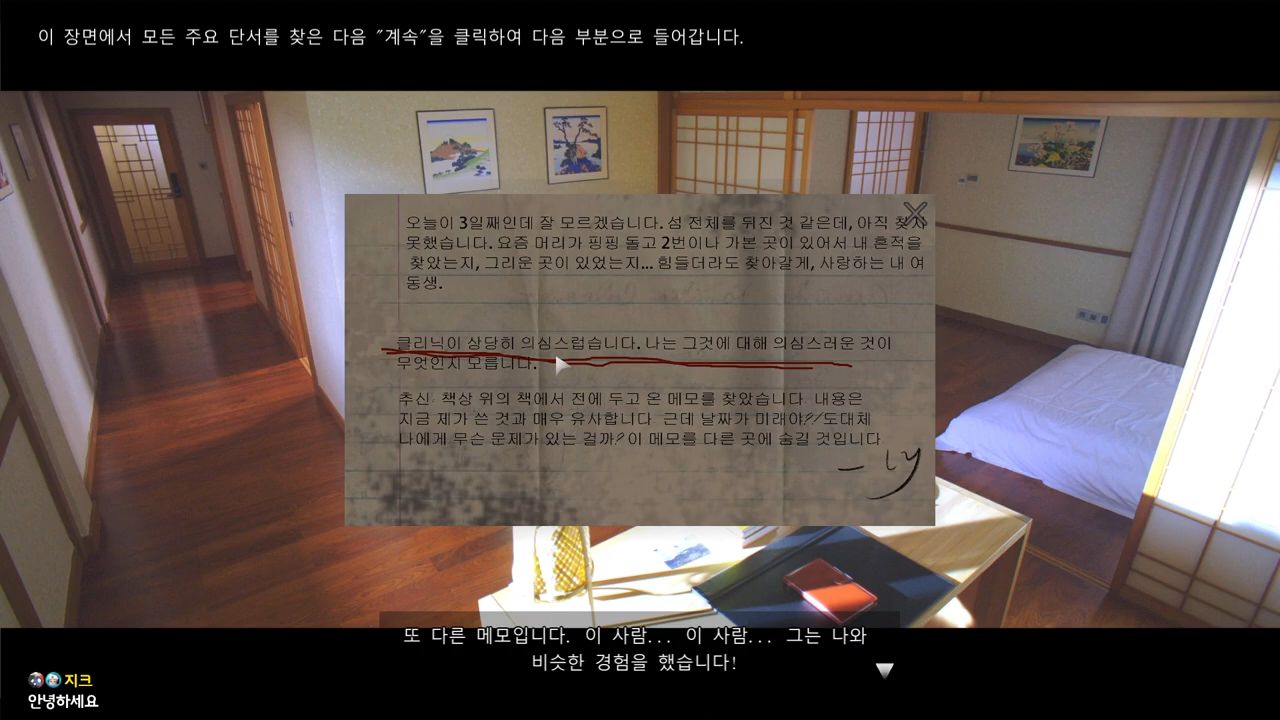 이 장면에서 모든 주요 단서를 찾은 다음 "계속"을 클릭하여 다음 부분으로 들어갑니다.
오늘이 3일째인데 잘 모르겠습니다. 섬 전체를 뒤진 것 같은데, 아직 찾지
못했습니다. 요즘 머리가 핑핑 돌고 2번이나 가본 곳이 있어서 내 흔적을
찾았는지, 그리운 곳이 있었는지... 힘들더라도 찾아갈게, 사랑하는 내 여
동생.
클리닉이 상당히 의심스럽습니다. 나는 그것에 대해 의심스러운 것이
무엇인지 모릅니다.
추신 책상 위의 책에서 전에 두고 온 메모를 찾았습니다 내용은
지금 제가 쓴 것과 매우 유사합니다 근데 날짜가 미래야?/도대체
나에게 무슨 문제가 있는 걸까?이 메모를 다른 곳에 숨길 것입니다
또 다른 메모입니다. 이 사람... 이 사람... 그는 나와
비슷한 경험을 했습니다!
지크
안녕하세요